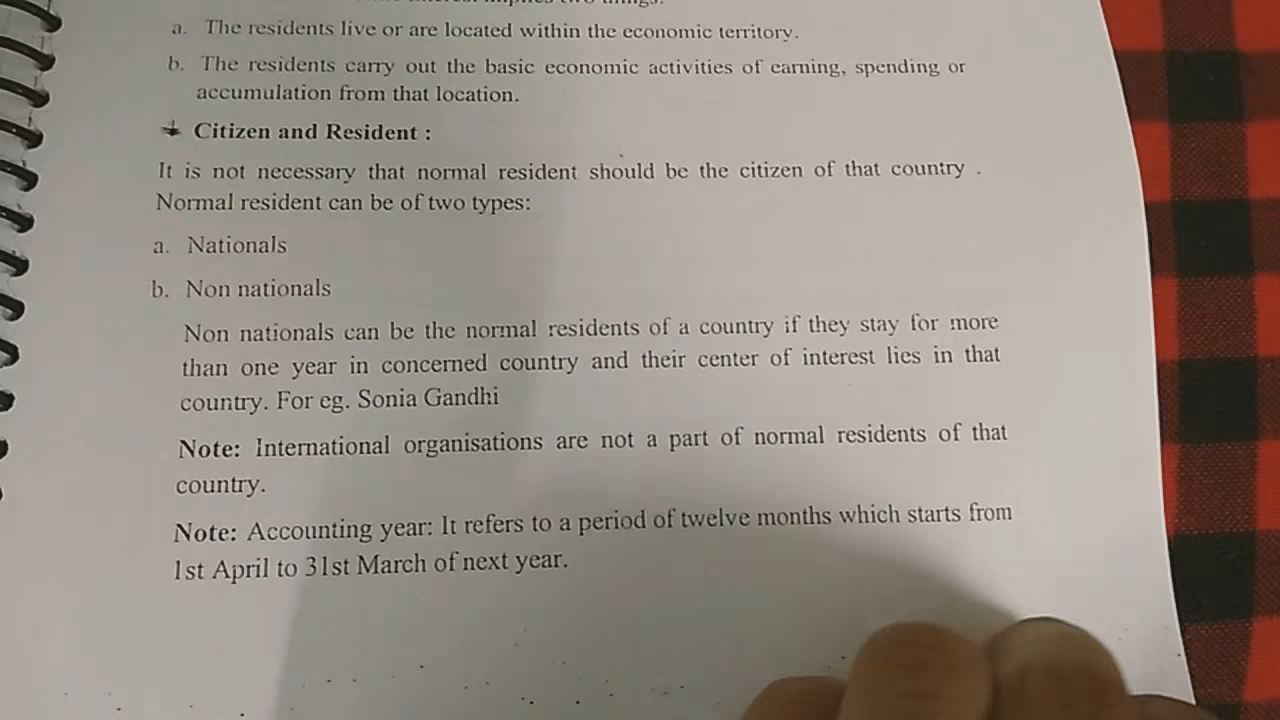 implies two things:
a. The residents live or are located within the economic territory.
b. The residents carry out the basic economic activities of earning, spending or
accumulation from that location.
Citizen and Resident :
It is not necessary that normal resident should be the citizen of that country .
Normal resident can be of two types:
a. Nationals
b. Non nationals
Non nationals can be the normal residents of a country if they stay for more
than one year in concerned country and their center of interest lies in that
country. For eg. Sonia Gandhi
Note: International organisations are not a part of normal residents of that
country.
Note: Accounting year: It refers to a period of twelve months which starts from
1st April to 31st March of next year.